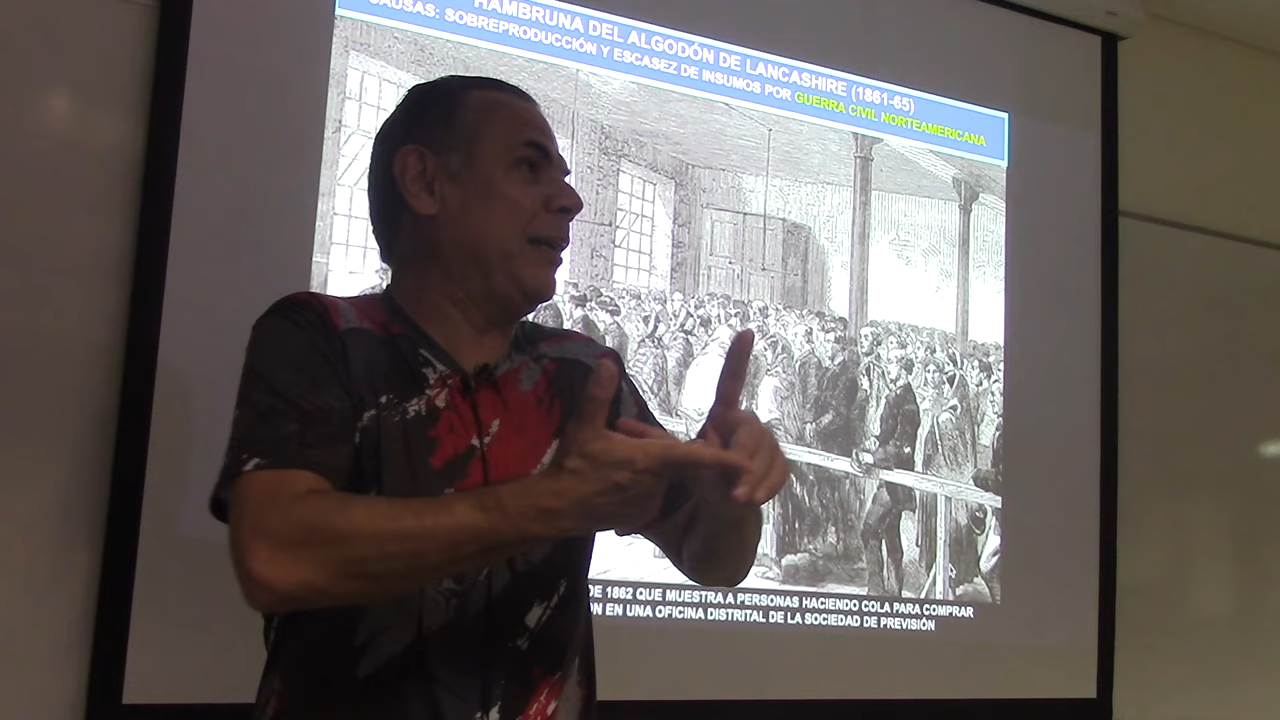 HAMBRUNA DEL ALGODÓN DE LANCASHIRE (1861-65)
CAUSAS: SOBREPRODUCCIÓN Y ESCASEZ DE INSUMOS POR GUERRA CIVIL NORTEAMERICANA
DE 1862 QUE MUESTRA A PERSONAS HACIENDO COLA PARA COMPRAR
EN UNA OFICINA DISTRITAL DE LA SOCIEDAD DE PREVISIÓN